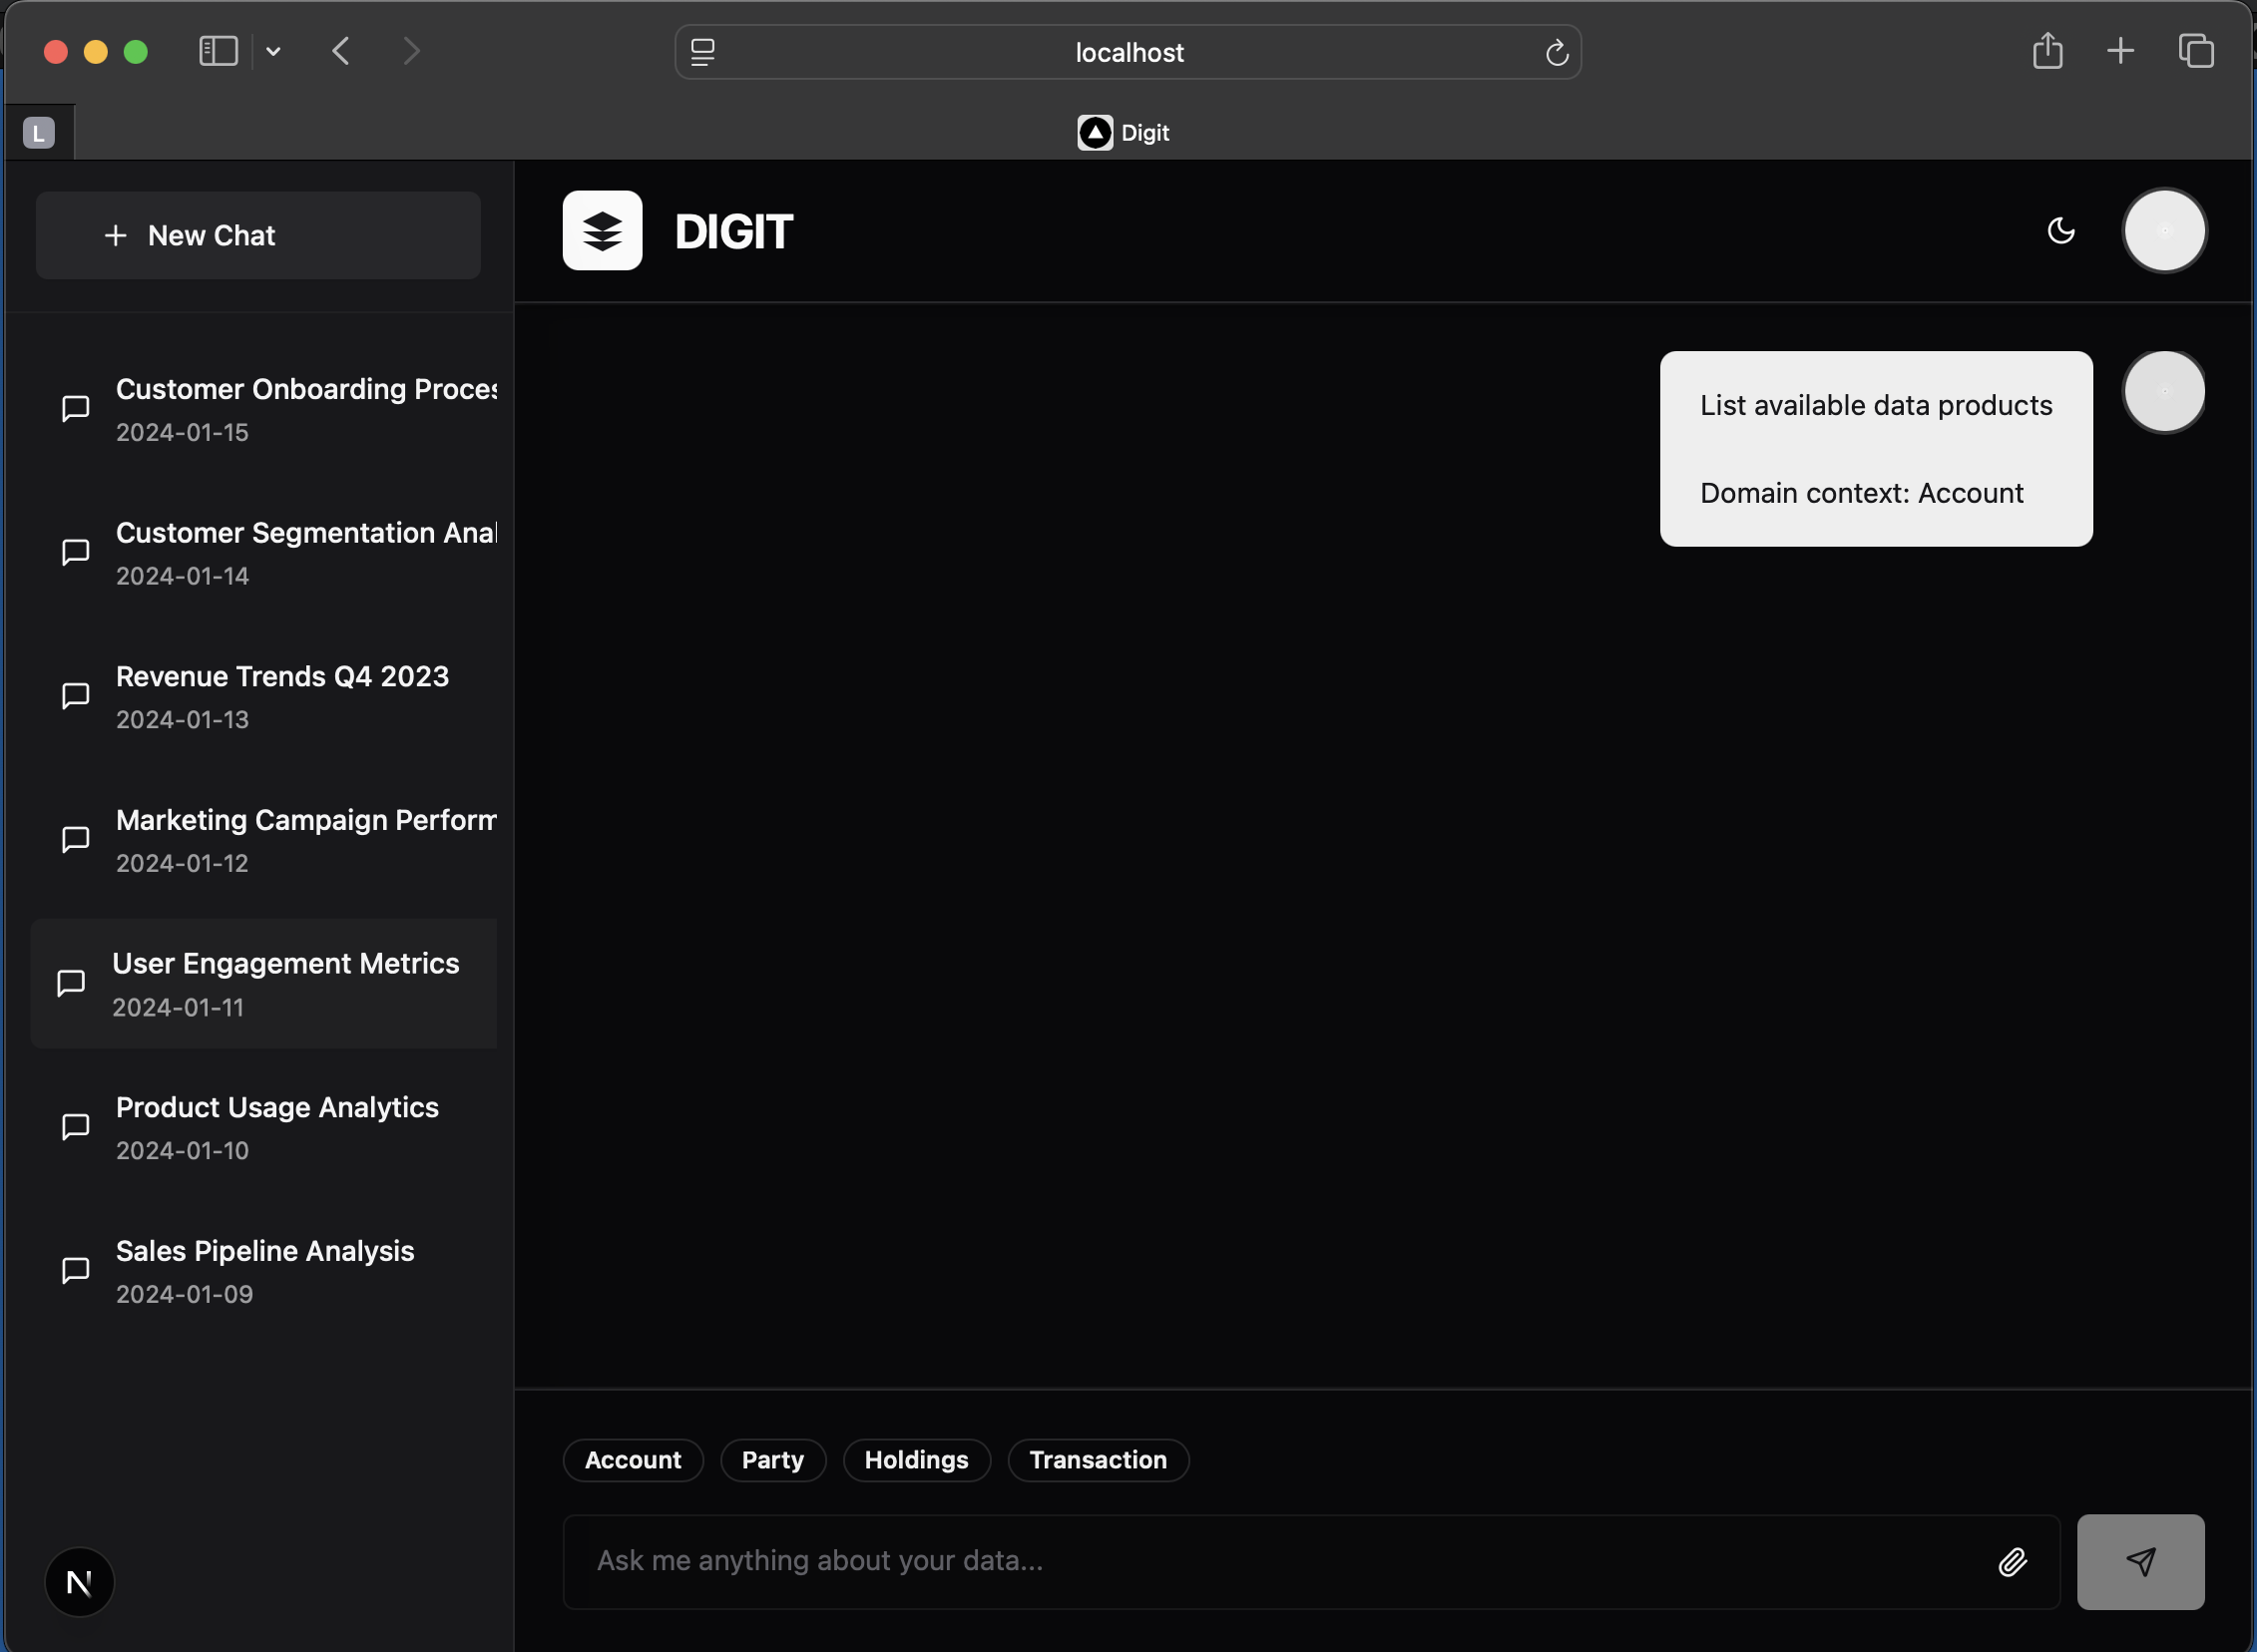 localhost
L
Digit
New Chat
DIGIT
Customer Onboarding Proces
2024-01-15
Customer Segmentation Anal
2024-01-14
Revenue Trends Q4 2023
2024-01-13
Marketing Campaign Perform
2024-01-12
User Engagement Metrics
2024-01-11
Product Usage Analytics
2024-01-10
Sales Pipeline Analysis
2024-01-09
N
List available data products
Domain context: Account
Account
Party
Holdings
Transaction
Ask me anything about your data...